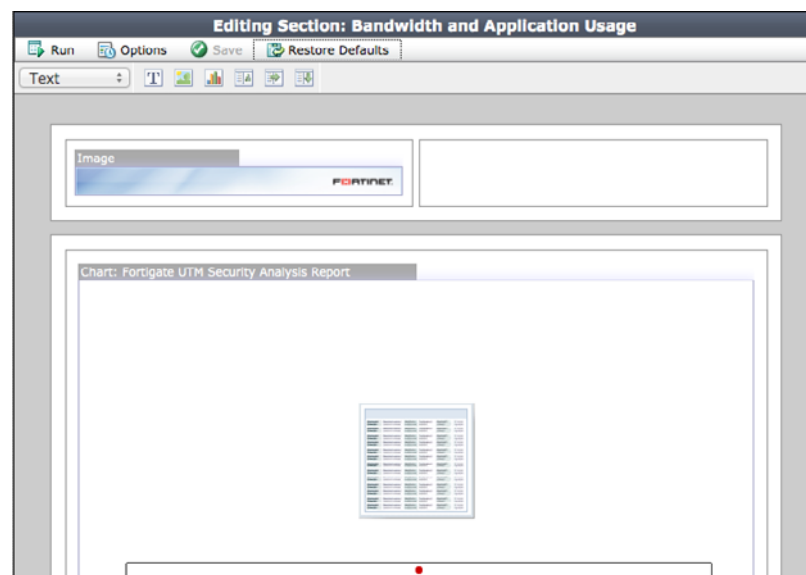 Editing Section: Bandwidth and Application Usage
Run Options Save Restore Defaults
Text T
Image
FORTINET
Chart: Fortigate UTM Security Analysis Report